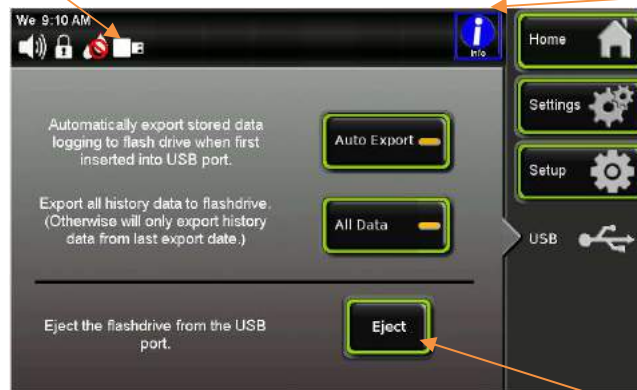 We 9:10 AM
Info
Home
Settings
Setup
USB
Automatically export stored data
logging to flash drive when first
inserted into USB port.
Auto Export
Export all history data to flashdrive.
(Otherwise will only export history
data from last export date.)
All Data
Eject the flashdrive from the USB
port.
Eject